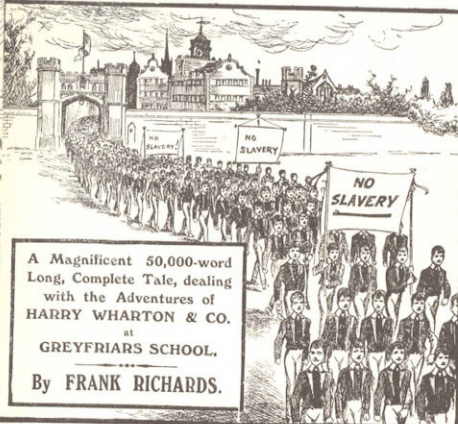 NO
SLAVERY!
NO
SLAVERY
NO
SLAVERY
A Magnificent 50,000-word
Long, Complete Tale, dealing
with the Adventures of
HARRY WHARTON & CO.
at
GREYFRIARS SCHOOL.
By FRANK RICHARDS.